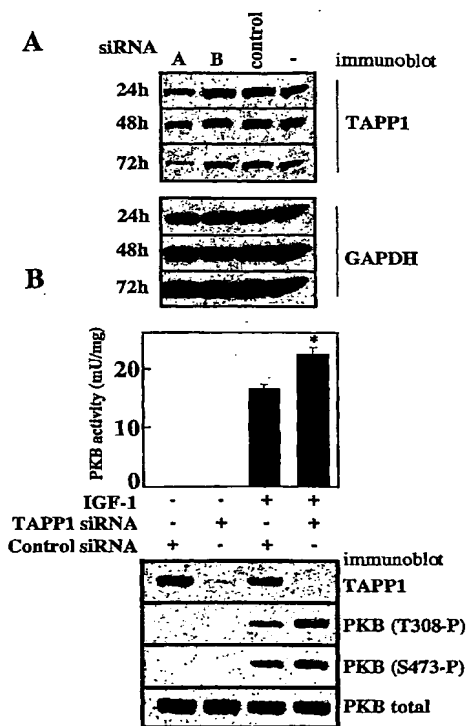 A
siRNA A B control - immunoblot
24h
48h TAPP1
72h
24h
48h GAPDH
72h
B
PKB activity (mU/mg)
20
10
0
*
IGF-1 - - + +
TAPP1 siRNA - + - +
Control siRNA + - + -
immunoblot
TAPP1
PKB (T308-P)
PKB (S473-P)
PKB total